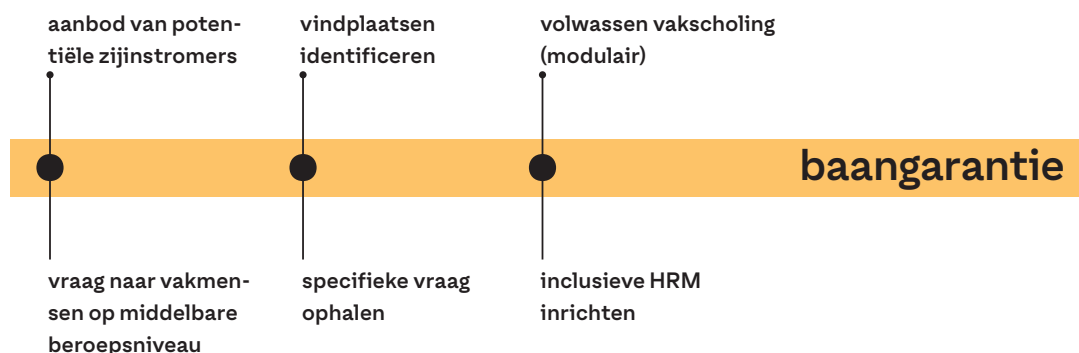 aanbod van poten-
tiële zijinstromers
vindplaatsen
identificeren
volwassen vakscholing
(modulair)
baangarantie
vraag naar vakmen-
sen op middelbare
beroepsniveau
specifieke vraag
ophalen
inclusieve HRM
inrichten